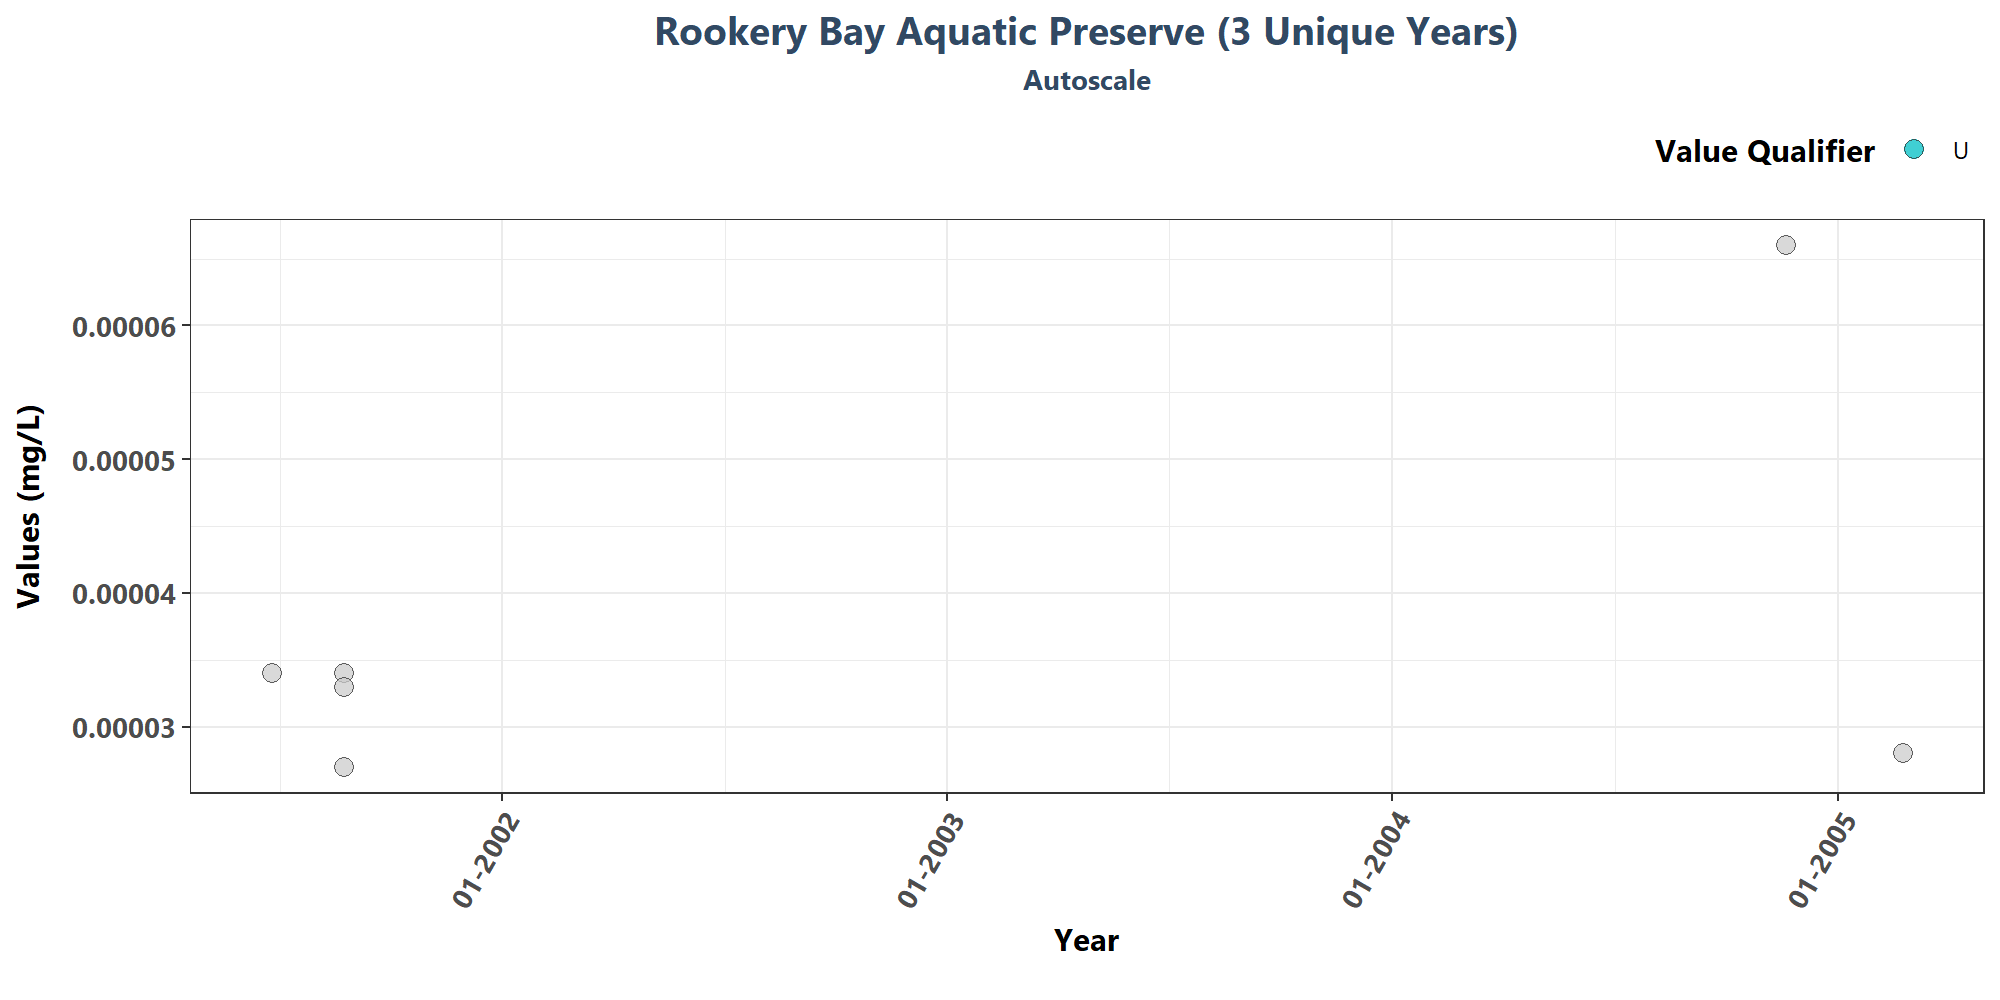 Rookery Bay Aquatic Preserve (3 Unique Years)
Autoscale
Value Qualifier U
0.00006
0.00005
0.00004
0.00003
Values (mg/L)
01-2002
01-2003
01-2004
01-2005
Year